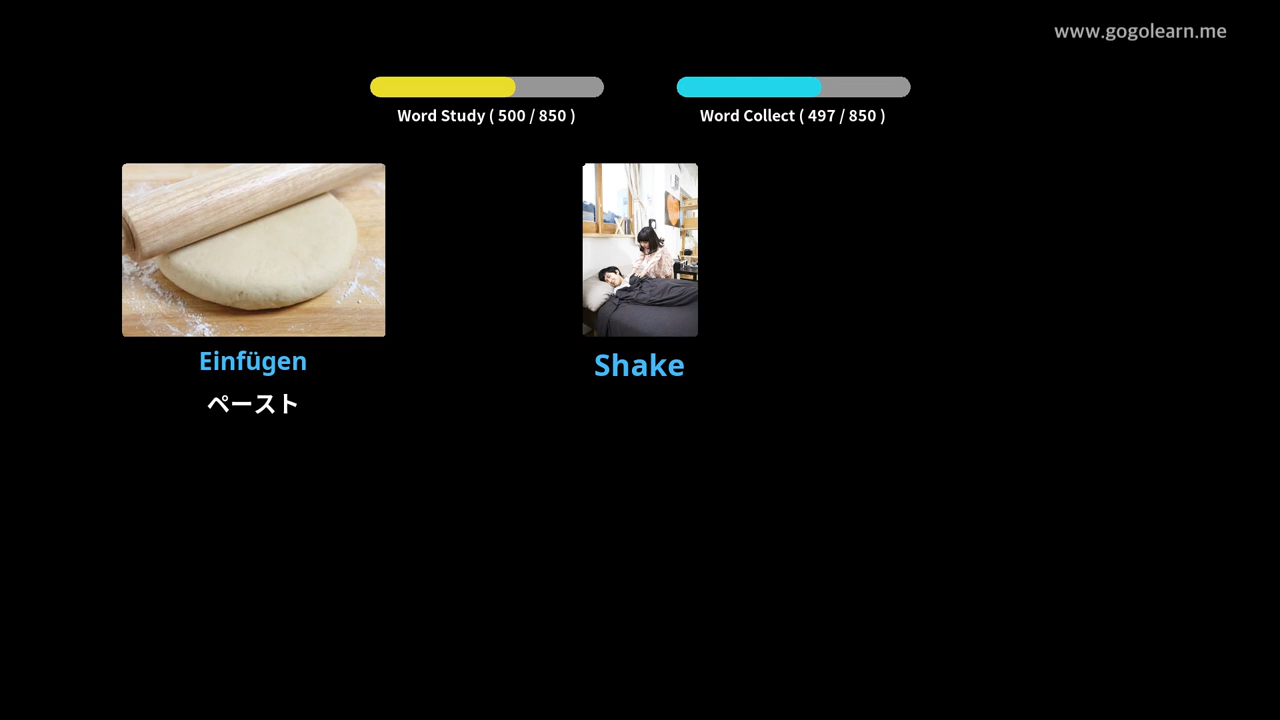 www.gogolearn.me
Word Study ( 500 / 850 )
Word Collect ( 497 / 850 )
Einfügen
ペースト
Shake